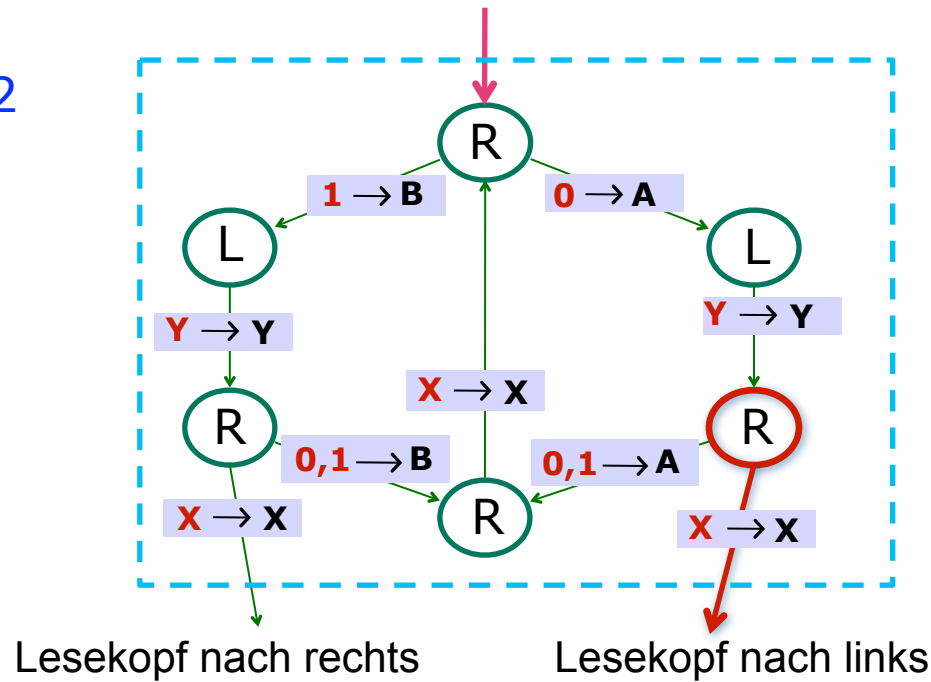 2
R
1 → B
0 → A
L
L
Y → Y
Y → Y
X → X
R
R
0,1 → B
0,1 → A
R
X → X
X → X
Lesekopf nach rechts
Lesekopf nach links